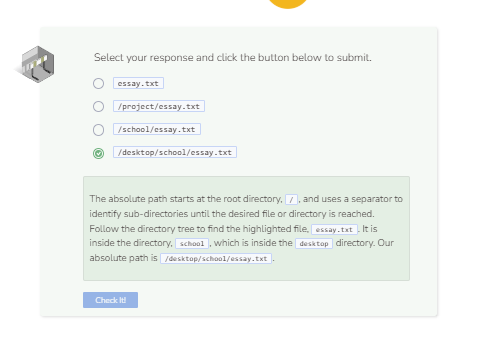 Select your response and click the button below to submit.
essay.txt
/project/essay.txt
/school/essay.txt
/desktop/school/essay.txt
The absolute path starts at the root directory, / , and uses a separator to
identify sub-directories until the desired file or directory is reached.
Follow the directory tree to find the highlighted file, essay.txt . It is
inside the directory, school , which is inside the desktop directory. Our
absolute path is /desktop/school/essay.txt .
Check It!